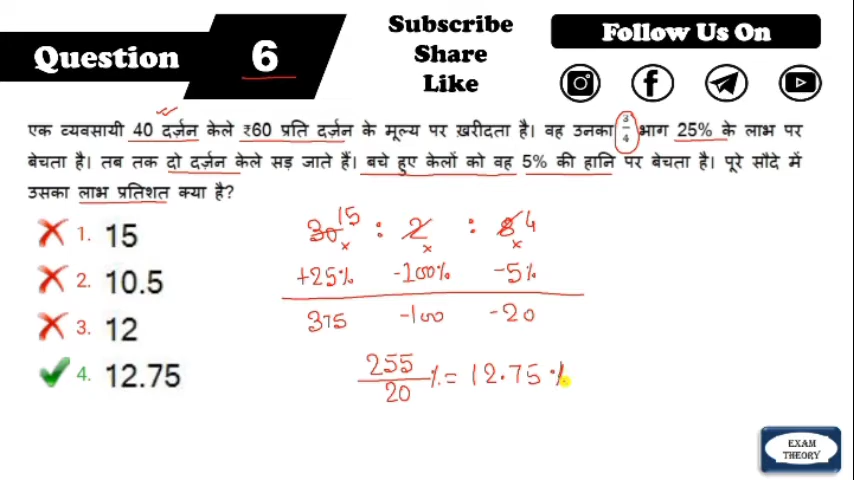 Subscribe
Share
Like
Follow Us On
Question 6
एक व्यवसायी 40 दर्ज़न केले ₹60 प्रति दर्ज़न के मूल्य पर ख़रीदता है। वह उनका 3/4 भाग 25% के लाभ पर
बेचता है। तब तक दो दर्ज़न केले सड़ जाते हैं। बचे हुए केलों को वह 5% की हानि पर बेचता है। पूरे सौदे में
उसका लाभ प्रतिशत क्या है?
1. 15
2. 10.5
3. 12
4. 12.75
30 15 : 2 : 8 4
x x x
+25% -100% -5%
375 -100 -20
255/20 % = 12.75 %
EXAM
THEORY